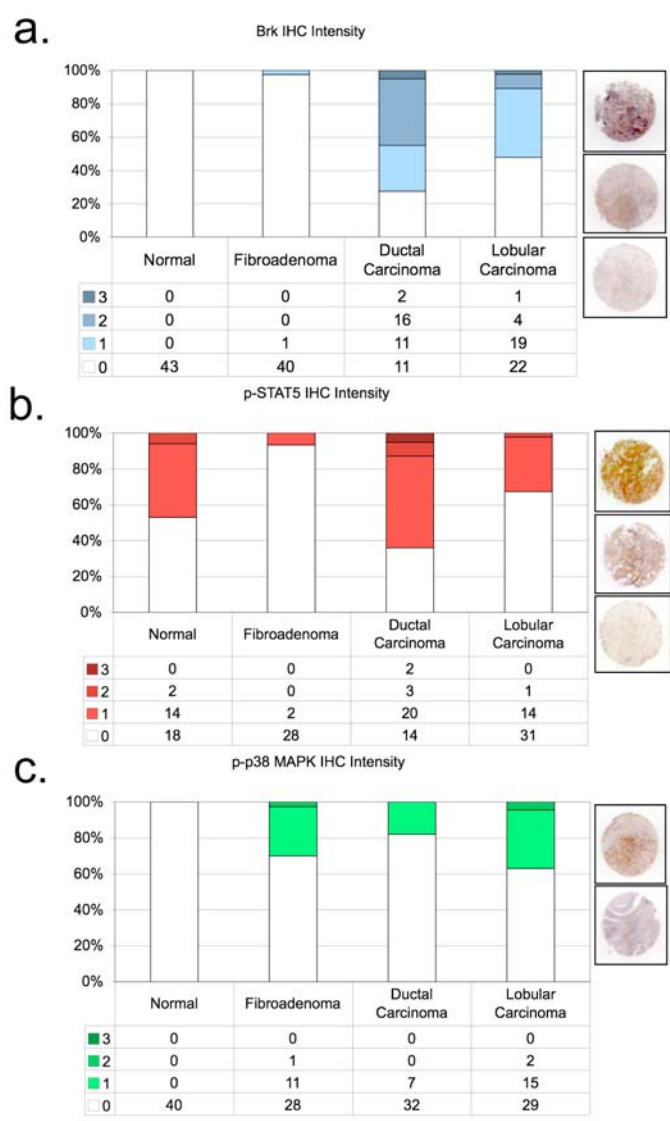 a.
Brk IHC Intensity
100%
80%
60%
40%
20%
0%
Normal Fibroadenoma Ductal Carcinoma Lobular Carcinoma
3 0 0 2 1
2 0 0 16 4
1 0 1 11 19
0 43 40 11 22
b.
p-STAT5 IHC Intensity
100%
80%
60%
40%
20%
0%
Normal Fibroadenoma Ductal Carcinoma Lobular Carcinoma
3 0 0 2 0
2 2 0 3 1
1 14 2 20 14
0 18 28 14 31
c.
p-p38 MAPK IHC Intensity
100%
80%
60%
40%
20%
0%
Normal Fibroadenoma Ductal Carcinoma Lobular Carcinoma
3 0 0 0 0
2 0 1 0 2
1 0 11 7 15
0 40 28 32 29